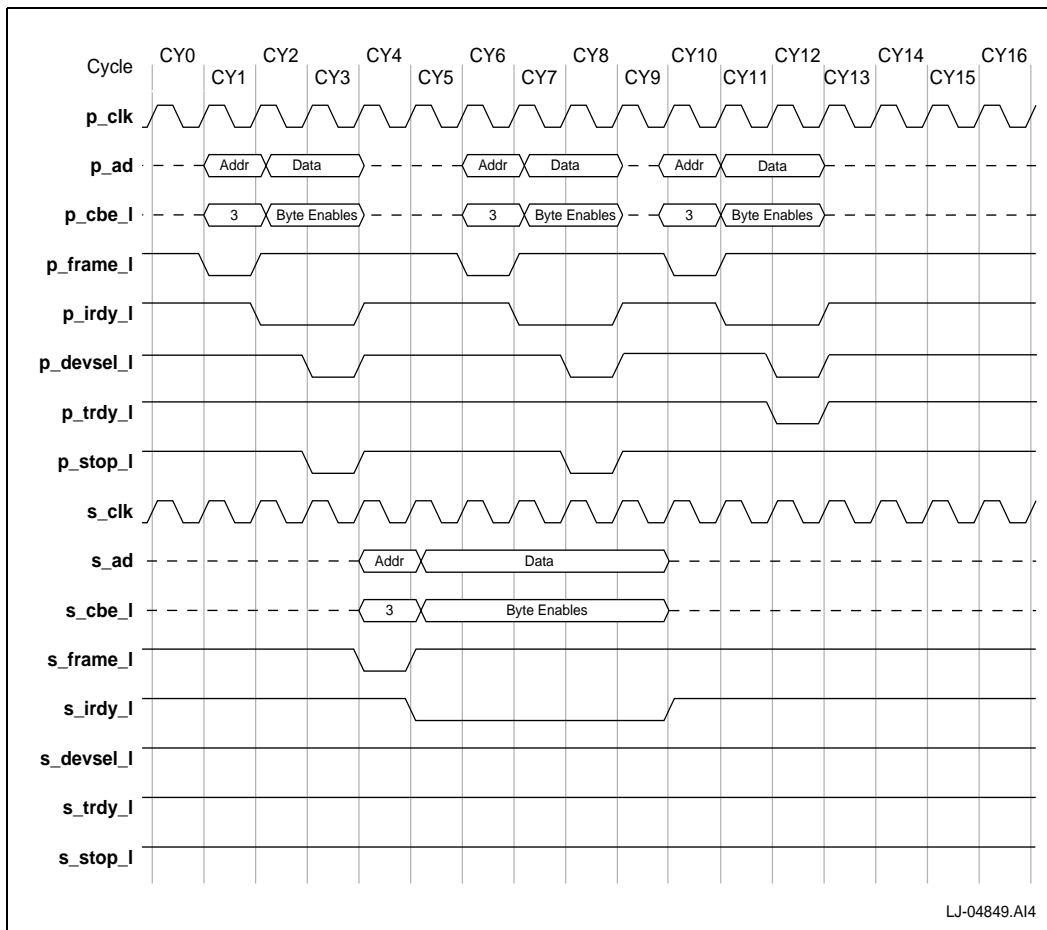 CY0 CY2 CY4 CY6 CY8 CY10 CY12 CY14 CY16
Cycle
CY1 CY3 CY5 CY7 CY9 CY11 CY13 CY15
p_clk
p_ad Addr Data Addr Data Addr Data
p_cbe_l 3 Byte Enables 3 Byte Enables 3 Byte Enables
p_frame_l
p_irdy_l
p_devsel_l
p_trdy_l
p_stop_l
s_clk
s_ad Addr Data
s_cbe_l 3 Byte Enables
s_frame_l
s_irdy_l
s_devsel_l
s_trdy_l
s_stop_l
LJ-04849.AI4